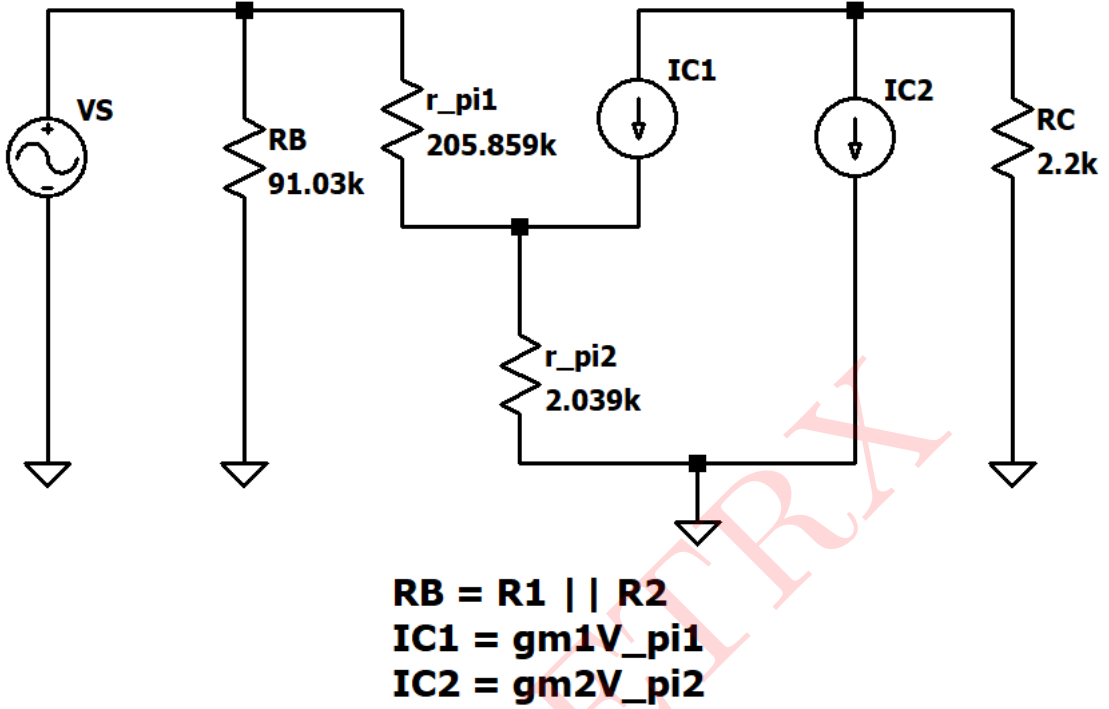 VS
RB
91.03k
r_pi1
205.859k
IC1
IC2
RC
2.2k
r_pi2
2.039k
RB = R1 || R2
IC1 = gm1V_pi1
IC2 = gm2V_pi2
ETRX